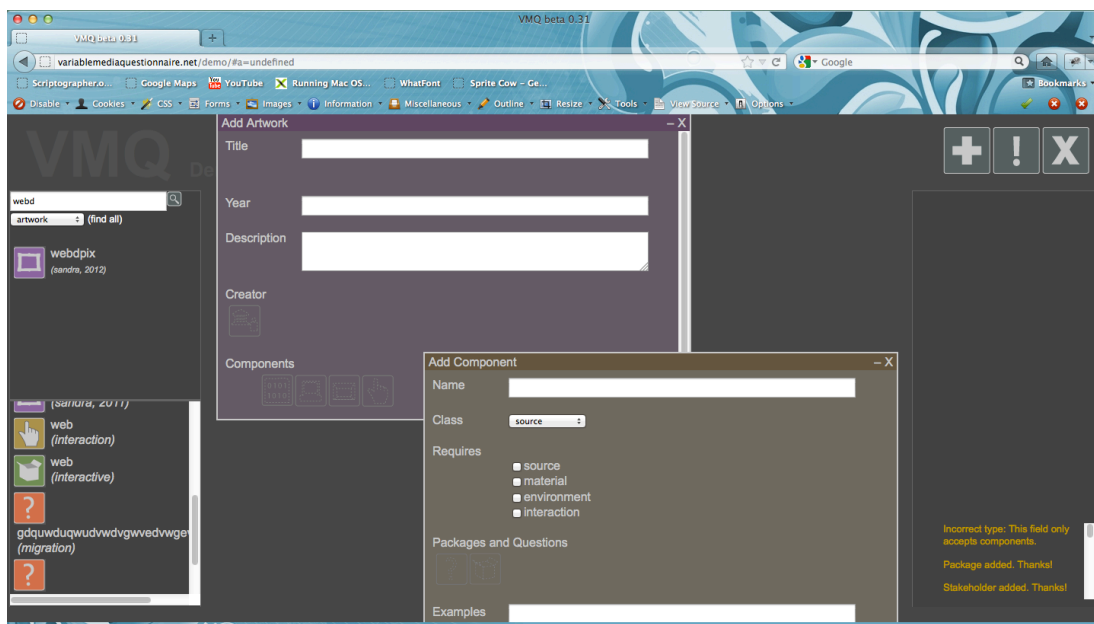 VMQ beta 0.31
VMQ beta 0.31
variablemediaquestionnaire.net/demo/#a=undefined
Google
Scriptographer.o... Google Maps YouTube Running Mac OS... WhatFont Sprite Cow – Ge... Bookmarks
Disable Cookies CSS Forms Images Information Miscellaneous Outline Resize Tools View Source Options
VMQ De
Add Artwork – X
Title
Year
Description
Creator
Components
0101
1010
+ ! X
webd
artwork (find all)
webdpix
(sandra, 2012)
(sandra, 2011)
web
(interaction)
web
(interactive)
?
gdquwduqwudvwdvgwvedvwge
(migration)
?
Add Component – X
Name
Class source
Requires
source
material
environment
interaction
Packages and Questions
?
Examples
Incorrect type: This field only
accepts components.
Package added. Thanks!
Stakeholder added. Thanks!